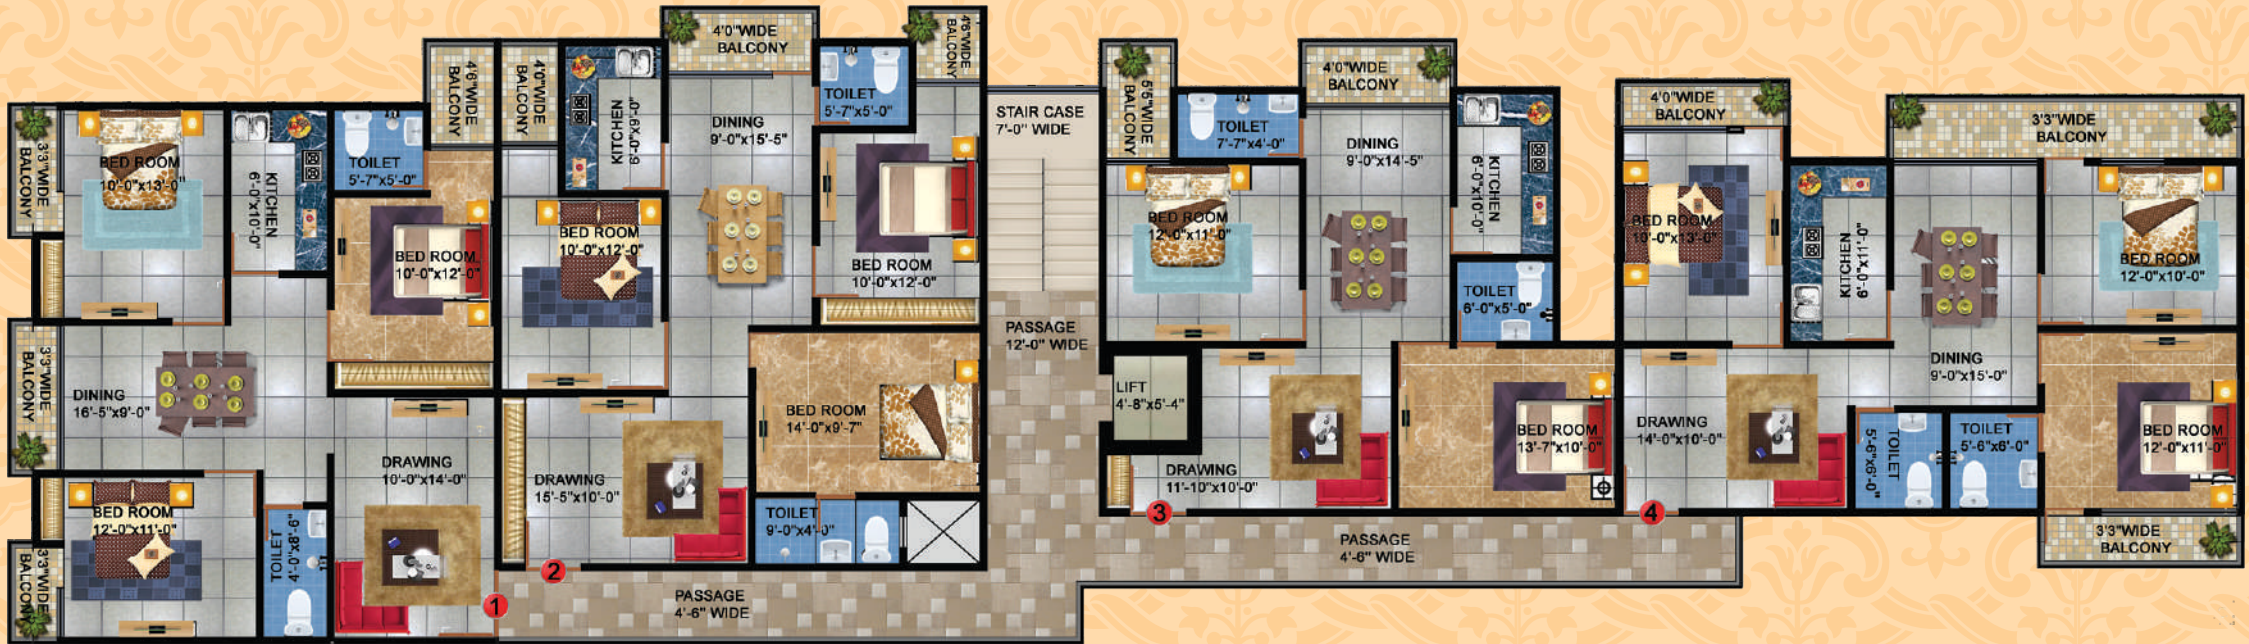 3'3"WIDE
BALCONY
BED ROOM
10'-0"x13'-0"
KITCHEN
6'-0"x10'-0"
TOILET
5'-7"x5'-0"
4'6"WIDE
BALCONY
BED ROOM
10'-0"x12'-0"
3'3"WIDE
BALCONY
DINING
16'-5"x9'-0"
DRAWING
10'-0"x14'-0"
BED ROOM
12'-0"x11'-0"
3'3"WIDE
BALCONY
TOILET
4'-0"x8'-6"
1
4'0"WIDE
BALCONY
KITCHEN
6'-0"x9'-0"
4'0"WIDE
BALCONY
DINING
9'-0"x15'-5"
TOILET
5'-7"x5'-0"
4'6"WIDE
BALCONY
BED ROOM
10'-0"x12'-0"
BED ROOM
10'-0"x12'-0"
BED ROOM
14'-0"x9'-7"
DRAWING
15'-5"x10'-0"
TOILET
9'-0"x4'-0"
2
PASSAGE
4'-6" WIDE
STAIR CASE
7'-0" WIDE
PASSAGE
12'-0" WIDE
LIFT
4'-8"x5'-4"
5'5"WIDE
BALCONY
TOILET
7'-7"x4'-0"
4'0"WIDE
BALCONY
DINING
9'-0"x14'-5"
KITCHEN
6'-0"x10'-0"
BED ROOM
12'-0"x11'-0"
TOILET
6'-0"x5'-0"
DRAWING
11'-10"x10'-0"
BED ROOM
13'-7"x10'-0"
3
PASSAGE
4'-6" WIDE
4'0"WIDE
BALCONY
BED ROOM
10'-0"x13'-0"
KITCHEN
6'-0"x11'-0"
3'3"WIDE
BALCONY
BED ROOM
12'-0"x10'-0"
DINING
9'-0"x15'-0"
DRAWING
14'-0"x10'-0"
TOILET
5'-6"x6'-0"
TOILET
5'-6"x6'-0"
BED ROOM
12'-0"x11'-0"
3'3"WIDE
BALCONY
4